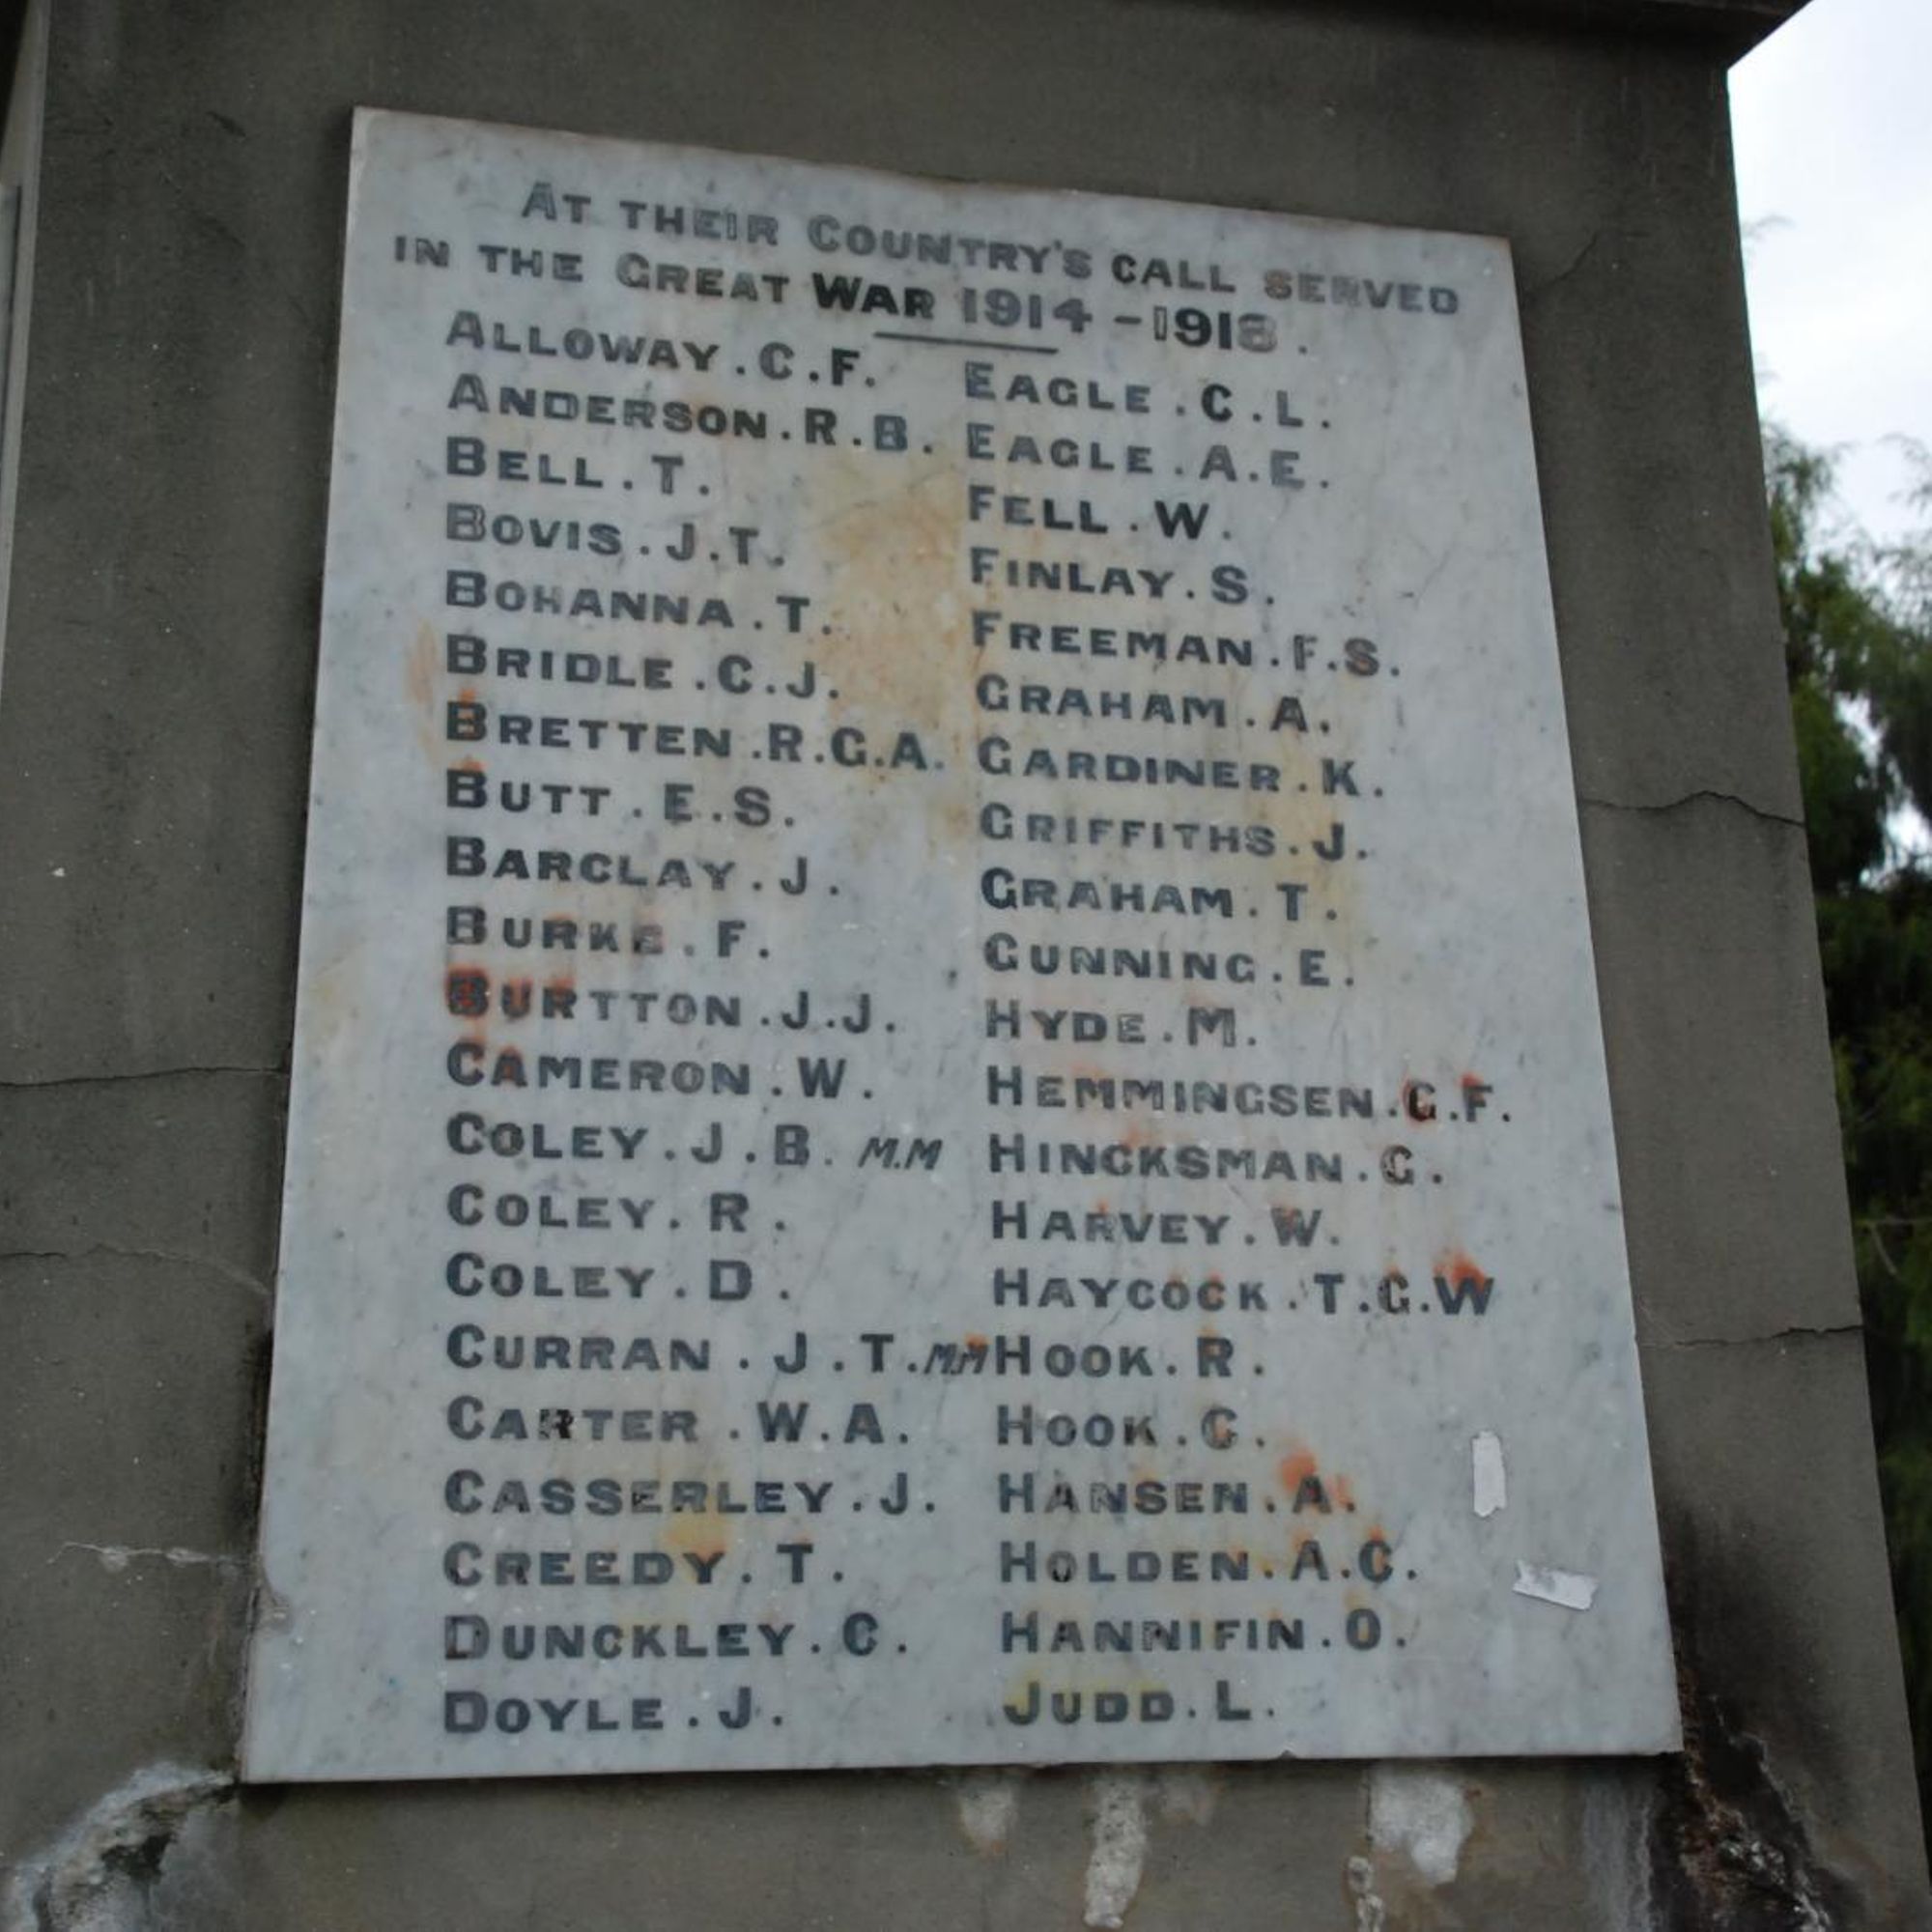 AT THEIR COUNTRY'S CALL SERVED
IN THE GREAT WAR 1914-1918.
ALLOWAY.C.F.
ANDERSON.R.B.
BELL.T.
BOVIS.J.T.
BOHANNA.T.
BRIDLE.C.J.
BRETTEN.R.G.A.
BUTT.E.S.
BARCLAY.J.
BURKE.F.
BURTTON.J.J.
CAMERON.W.
COLEY.J.B. M.M
COLEY.R.
COLEY.D.
CURRAN.J.T.MM
CARTER.W.A.
CASSERLEY.J.
CREEDY.T.
DUNCKLEY.C.
DOYLE.J.
EAGLE.C.L.
EAGLE.A.E.
FELL.W.
FINLAY.S.
FREEMAN.F.S.
GRAHAM.A.
GARDINER.K.
GRIFFITHS.J.
GRAHAM.T.
GUNNING.E.
HYDE.M.
HEMMINGSEN.G.F.
HINCKSMAN.G.
HARVEY.W.
HAYCOCK.T.G.W
HOOK.R.
HOOK.C.
HANSEN.A.
HOLDEN.A.C.
HANNIFIN.O.
JUDD.L.